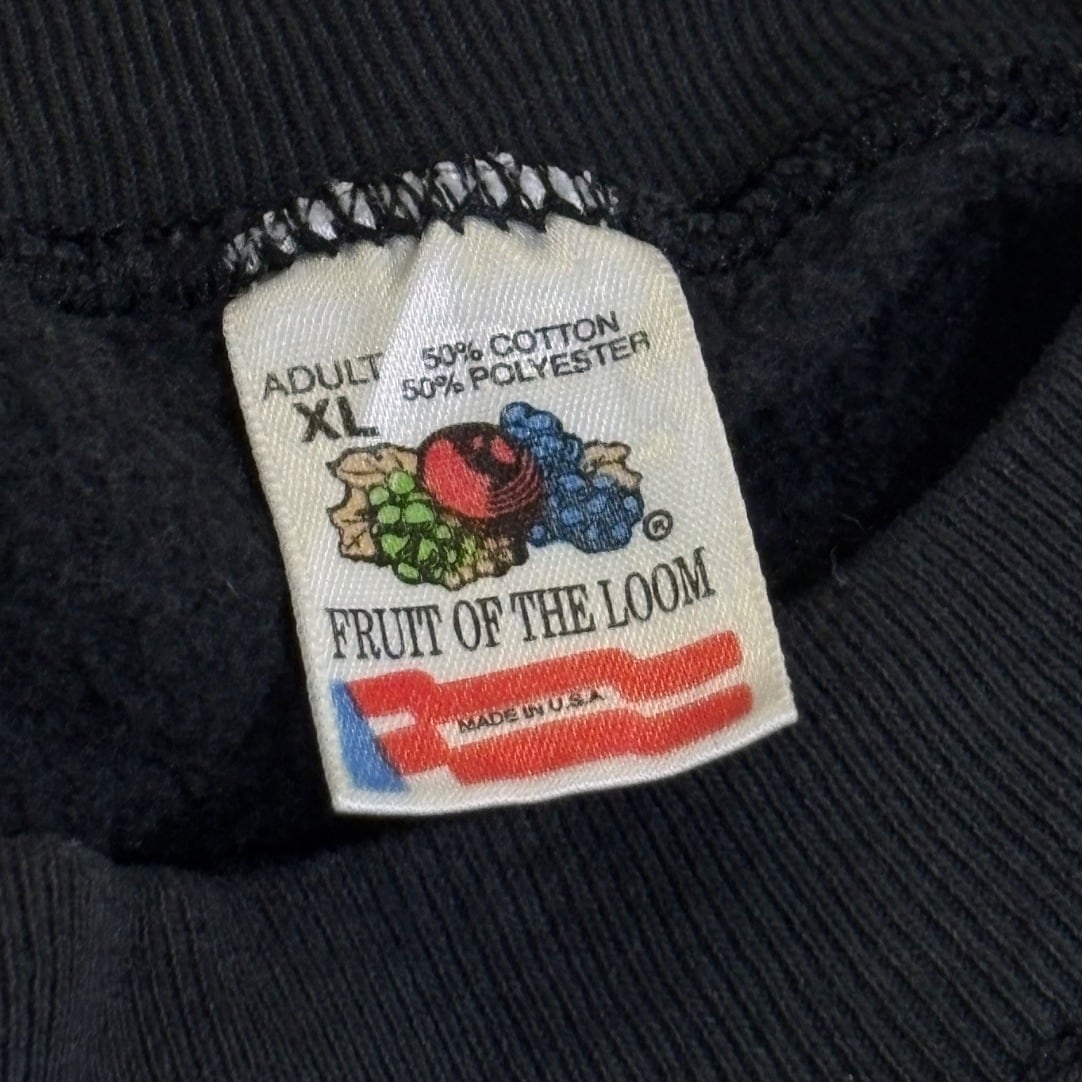 ADULT
XL
50% COTTON
50% POLYESTER
®
FRUIT OF THE LOOM
MADE IN U.S.A.